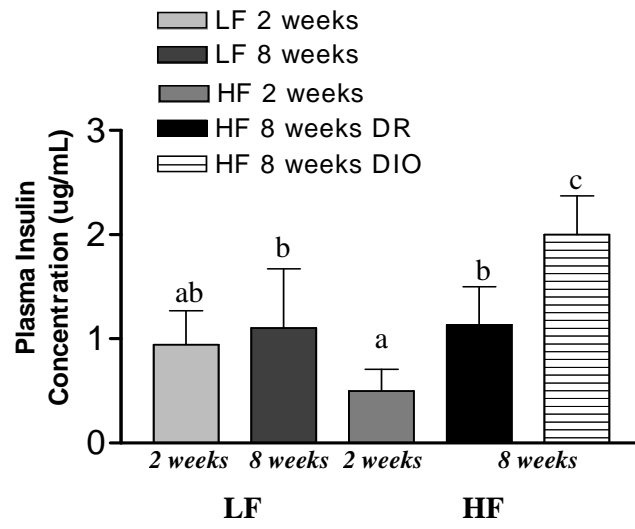 LF 2 weeks
LF 8 weeks
HF 2 weeks
HF 8 weeks DR
HF 8 weeks DIO
Plasma Insulin
Concentration (ug/mL)
3
2
1
0
ab
b
a
b
c
2 weeks 8 weeks 2 weeks 8 weeks
LF HF